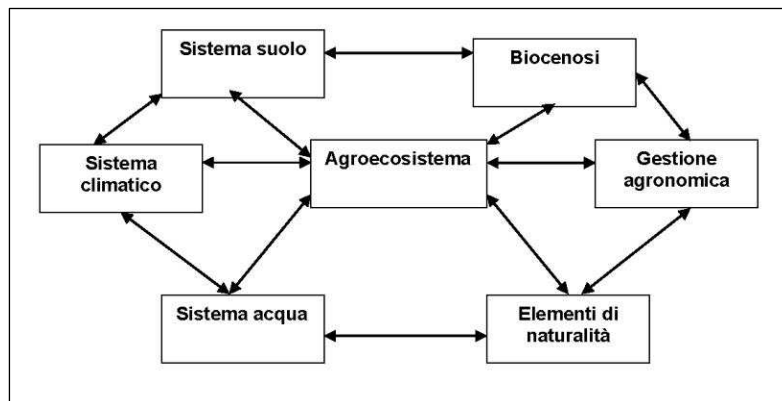 Sistema suolo
Biocenosi
Sistema
climatico
Agroecosistema
Gestione
agronomica
Sistema acqua
Elementi di
naturalità